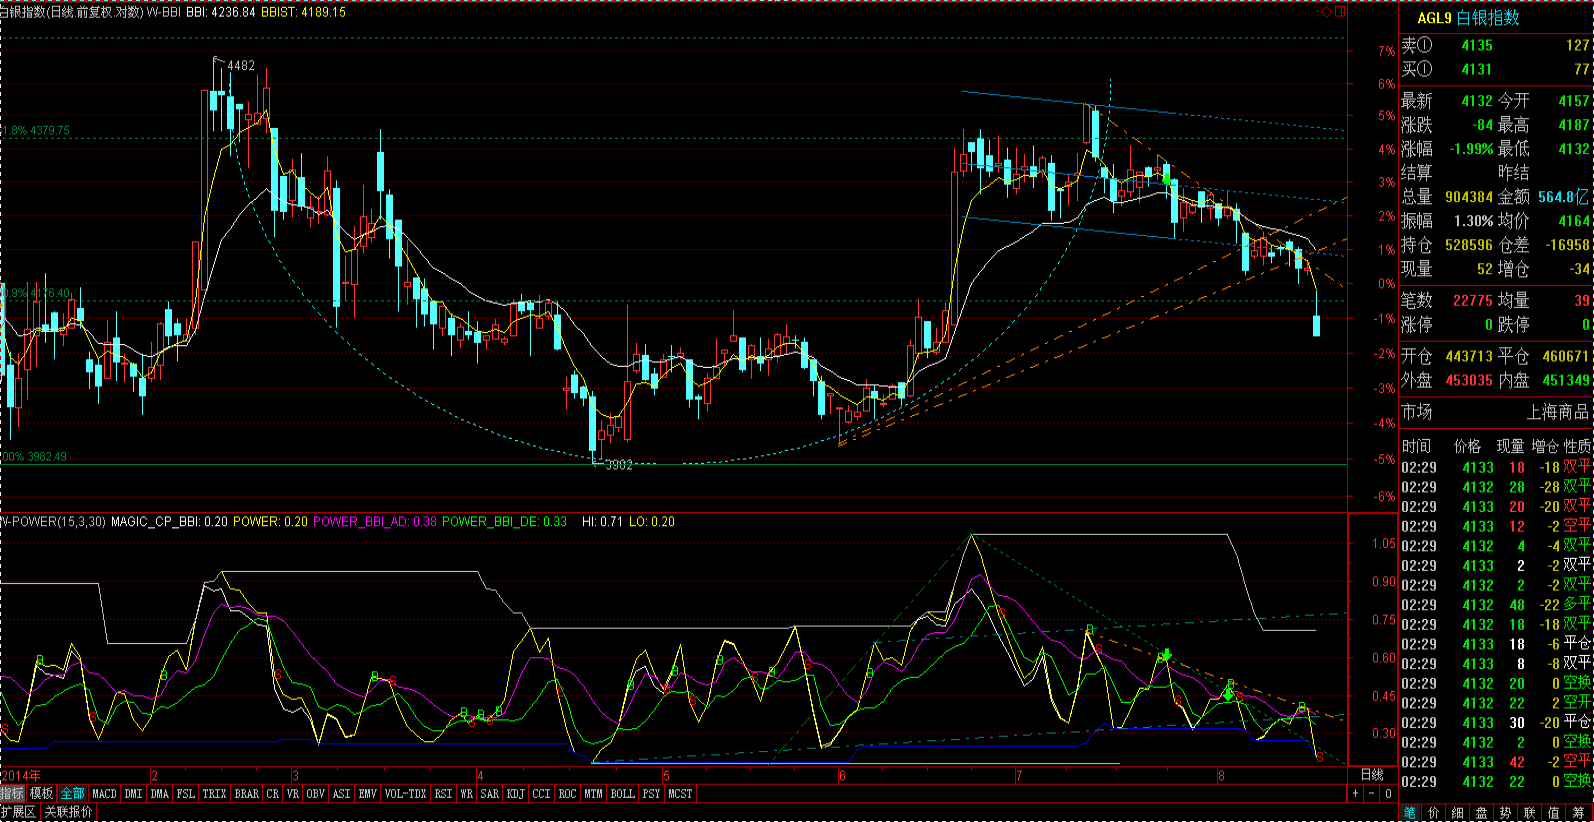 白银指数(日线.前复权.对数) VV-BBI BBI: 4236.84 BBIST: 4189.15
4482
1.8% 4379.75
0.9% 4176.40
00% 3982.49
3982
7%
6%
5%
4%
3%
2%
1%
0%
-1%
-2%
-3%
-4%
-5%
-6%
V-POWER(15,3,30) MAGIC_CP_BBI: 0.20 POWER: 0.20 POWER_BBI_AD: 0.38 POWER_BBI_DE: 0.33 HI: 0.71 LO: 0.20
1.05
0.90
0.75
0.60
0.45
0.30
2014年 2 3 4 5 6 7 8 日线
指标 模板 全部 MACD DMI DMA FSL TRIX BRAR CR VR OBV ASI EMV VOL-TDX RSI WR SAR KDJ CCI ROC MTM BOLL PSY MCST + - 0
扩展区 关联报价
AGL9 白银指数
卖① 4135 127
买① 4131 77
最新 4132 今开 4157
涨跌 -84 最高 4187
涨幅 -1.99% 最低 4132
结算 昨结
总量 904384 金额 564.8亿
振幅 1.30% 均价 4164
持仓 528596 仓差 -16958
现量 52 增仓 -34
笔数 22775 均量 39
涨停 0 跌停 0
开仓 443713 平仓 460671
外盘 453035 内盘 451349
市场 上海商品
时间 价格 现量 增仓 性质
02:29 4133 18 -18 双平
02:29 4132 28 -28 双平
02:29 4133 20 -20 双平
02:29 4133 12 -2 空平
02:29 4132 4 -4 双平
02:29 4133 2 -2 双平
02:29 4132 2 -2 双平
02:29 4132 48 -22 多平
02:29 4132 18 -18 双平
02:29 4133 18 -6 平仓
02:29 4133 8 -8 双平
02:29 4132 20 0 空换
02:29 4132 22 2 空开
02:29 4133 30 -20 平仓
02:29 4132 2 0 空换
02:29 4133 42 -2 空平
02:29 4132 22 0 空换
笔 价 细 盘 势 联 值 筹